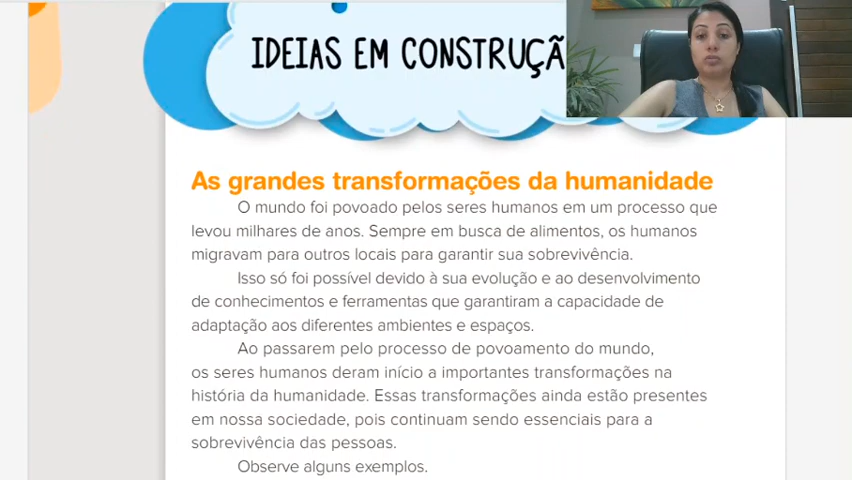 IDEIAS EM CONSTRUÇÃ
As grandes transformações da humanidade
O mundo foi povoado pelos seres humanos em um processo que
levou milhares de anos. Sempre em busca de alimentos, os humanos
migravam para outros locais para garantir sua sobrevivência.
Isso só foi possível devido à sua evolução e ao desenvolvimento
de conhecimentos e ferramentas que garantiram a capacidade de
adaptação aos diferentes ambientes e espaços.
Ao passarem pelo processo de povoamento do mundo,
os seres humanos deram início a importantes transformações na
história da humanidade. Essas transformações ainda estão presentes
em nossa sociedade, pois continuam sendo essenciais para a
sobrevivência das pessoas.
Observe alguns exemplos.